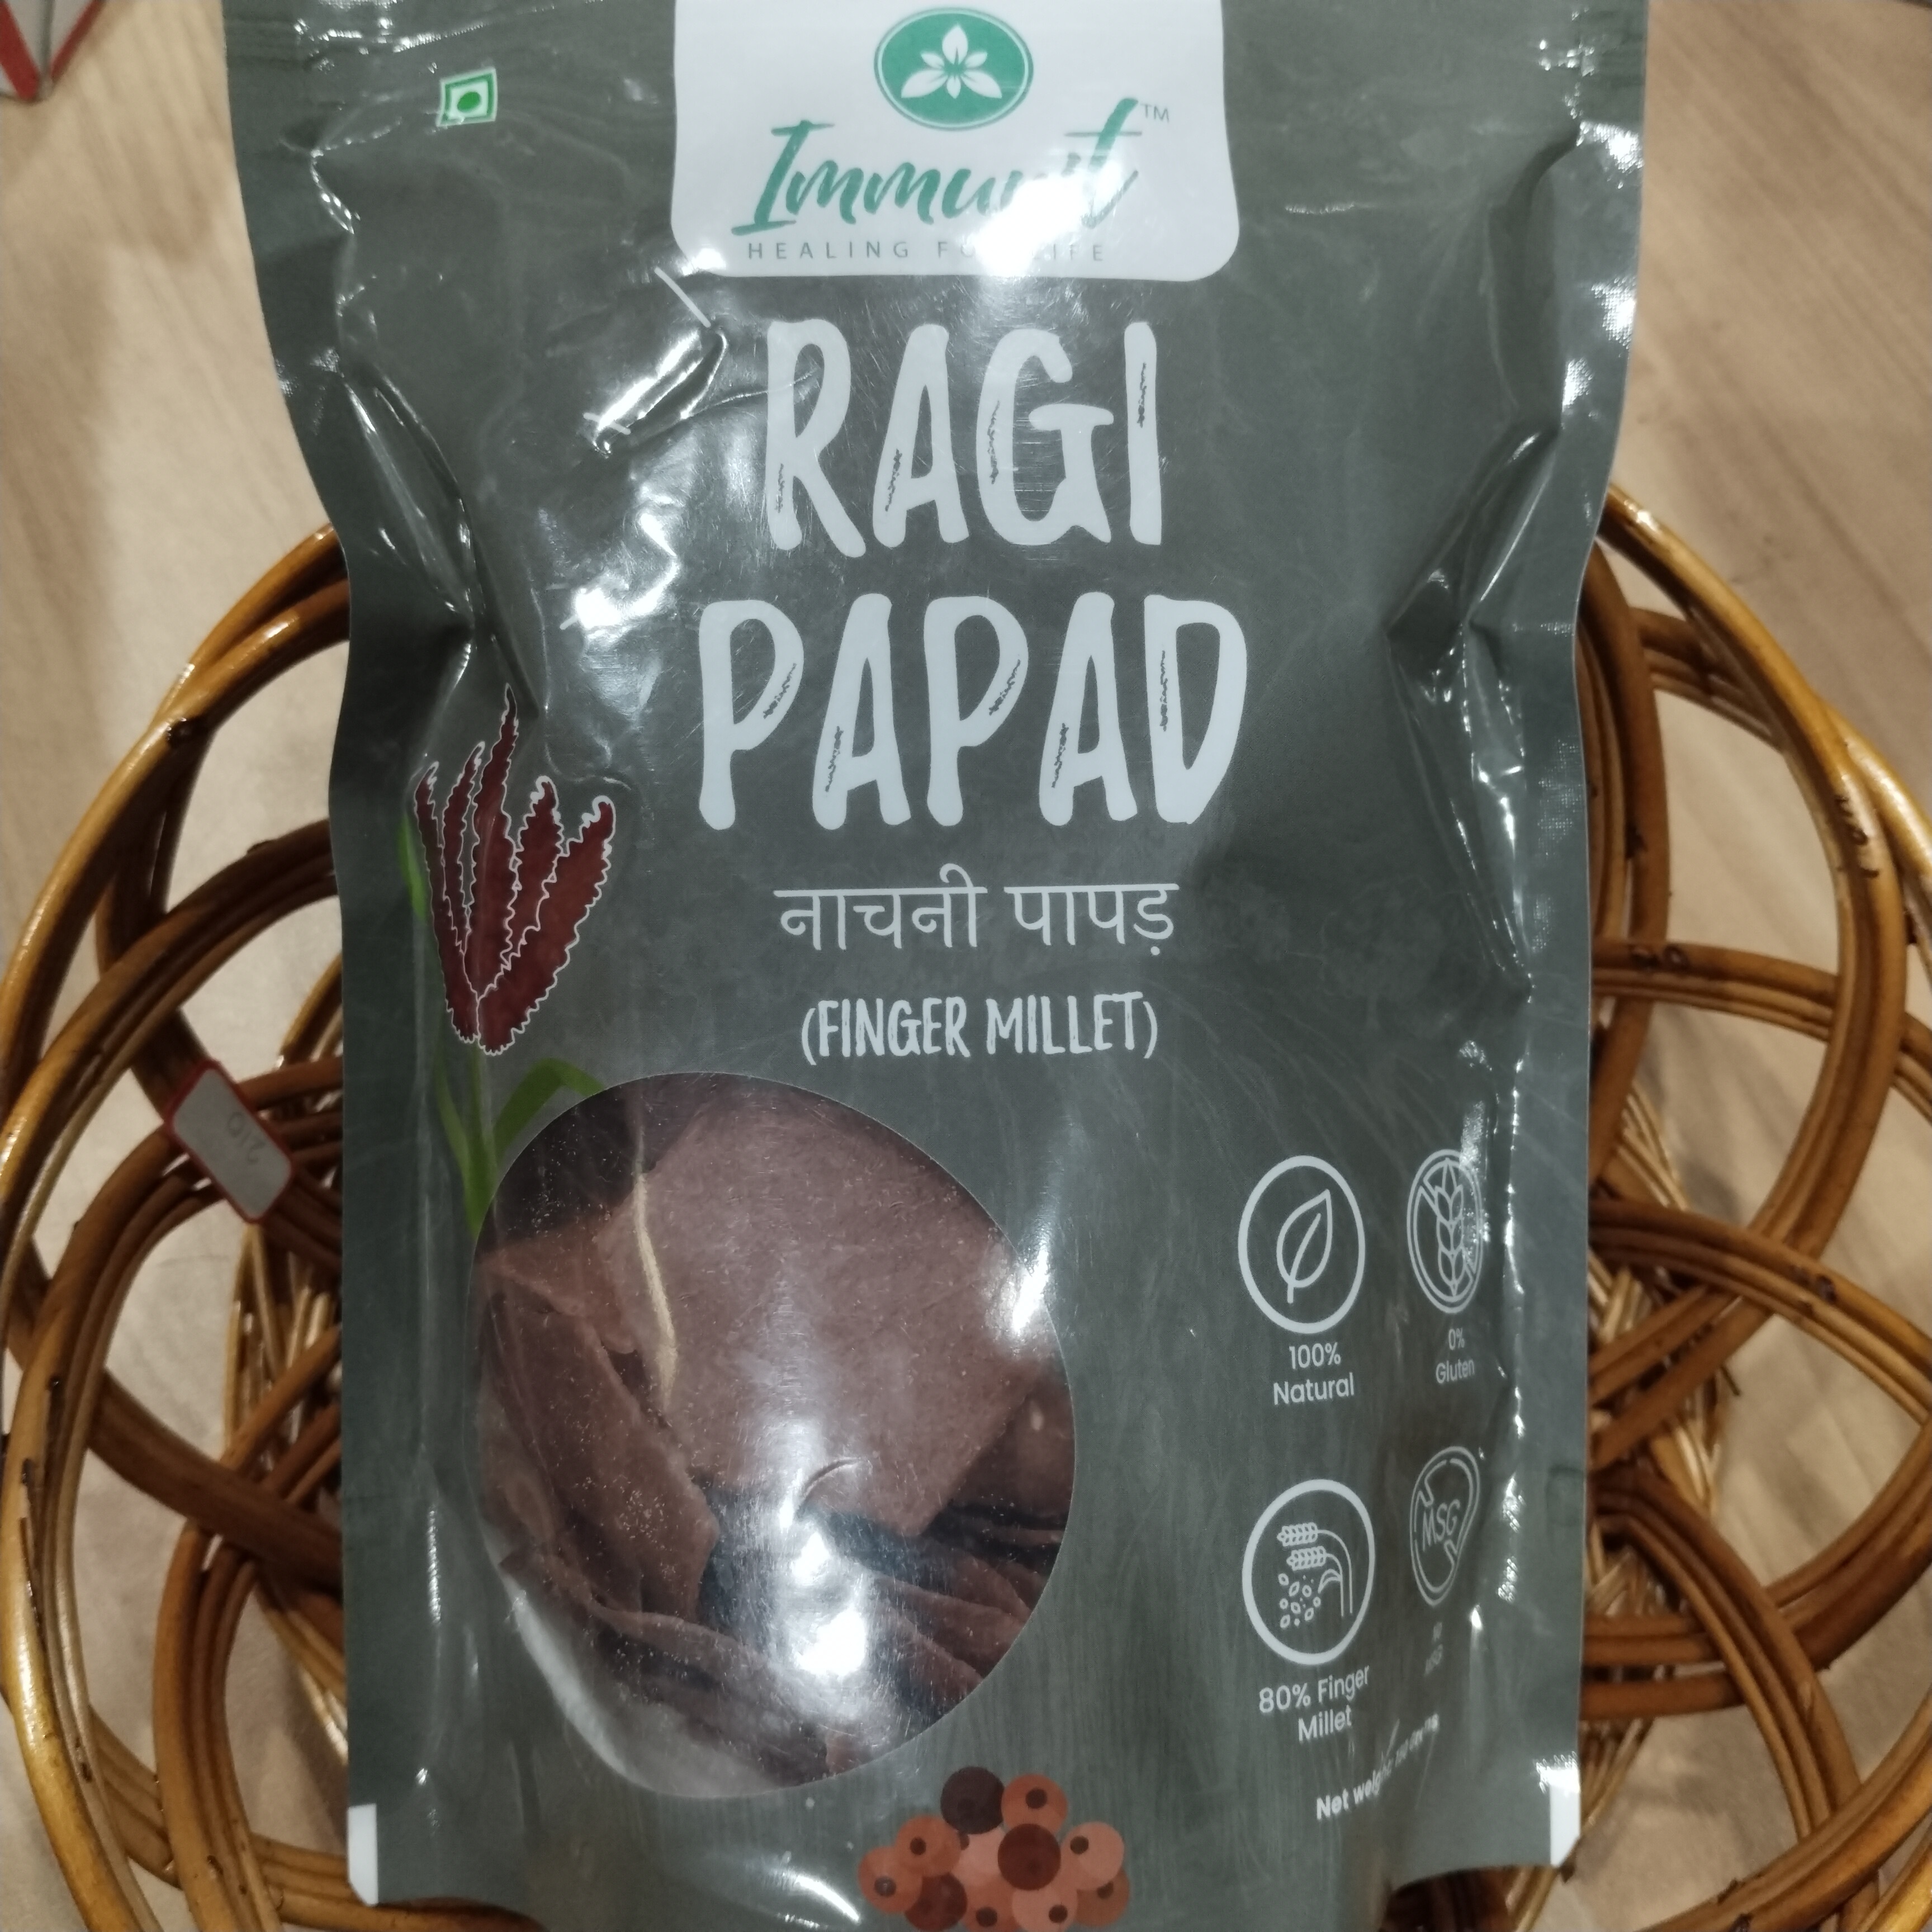 Immunit™
HEALING FOR LIFE
RAGI
PAPAD
नाचनी पापड़
(FINGER MILLET)
100%
Natural
0%
Gluten
MSG
80% Finger
Millet
Net weight